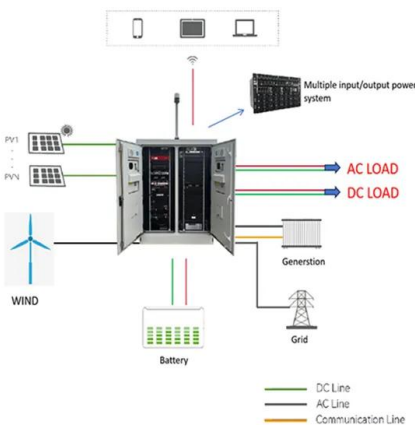 Multiple input/output power
system
PV1
PVN
AC LOAD
DC LOAD
WIND
Generstion
Battery
Grid
DC Line
AC Line
Communication Line